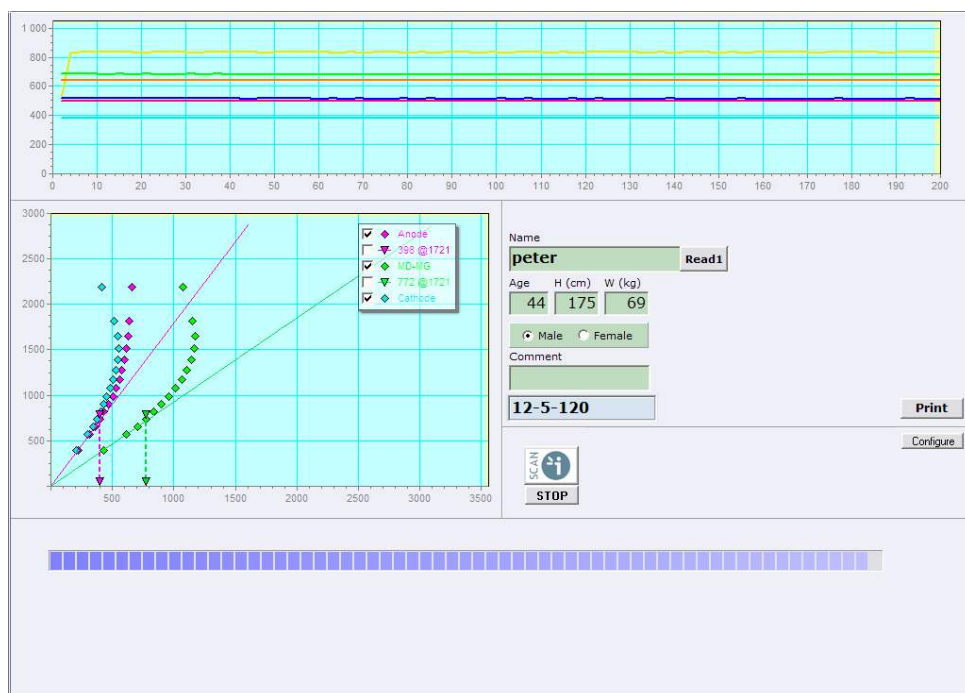 1 000
800
600
400
200
0
0 10 20 30 40 50 60 70 80 90 100 110 120 130 140 150 160 170 180 190 200
3000
2500
2000
1500
1000
500
500 1000 1500 2000 2500 3000 3500
Anode
398 @1721
MD-MG
772 @1721
Cathode
Name
peter Read1
Age H (cm) W (kg)
44 175 69
Male Female
Comment
12-5-120
Print
Configure
SCAN
STOP